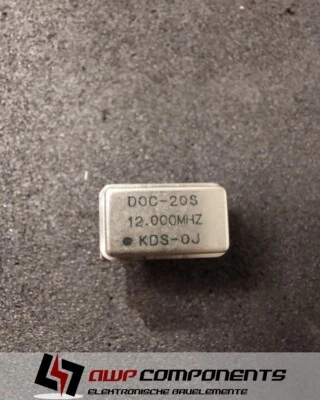 DOC-20S
12.000MHZ
KDS-0J
AWP COMPONENTS
ELEKTRONISCHE BAUELEMENTE